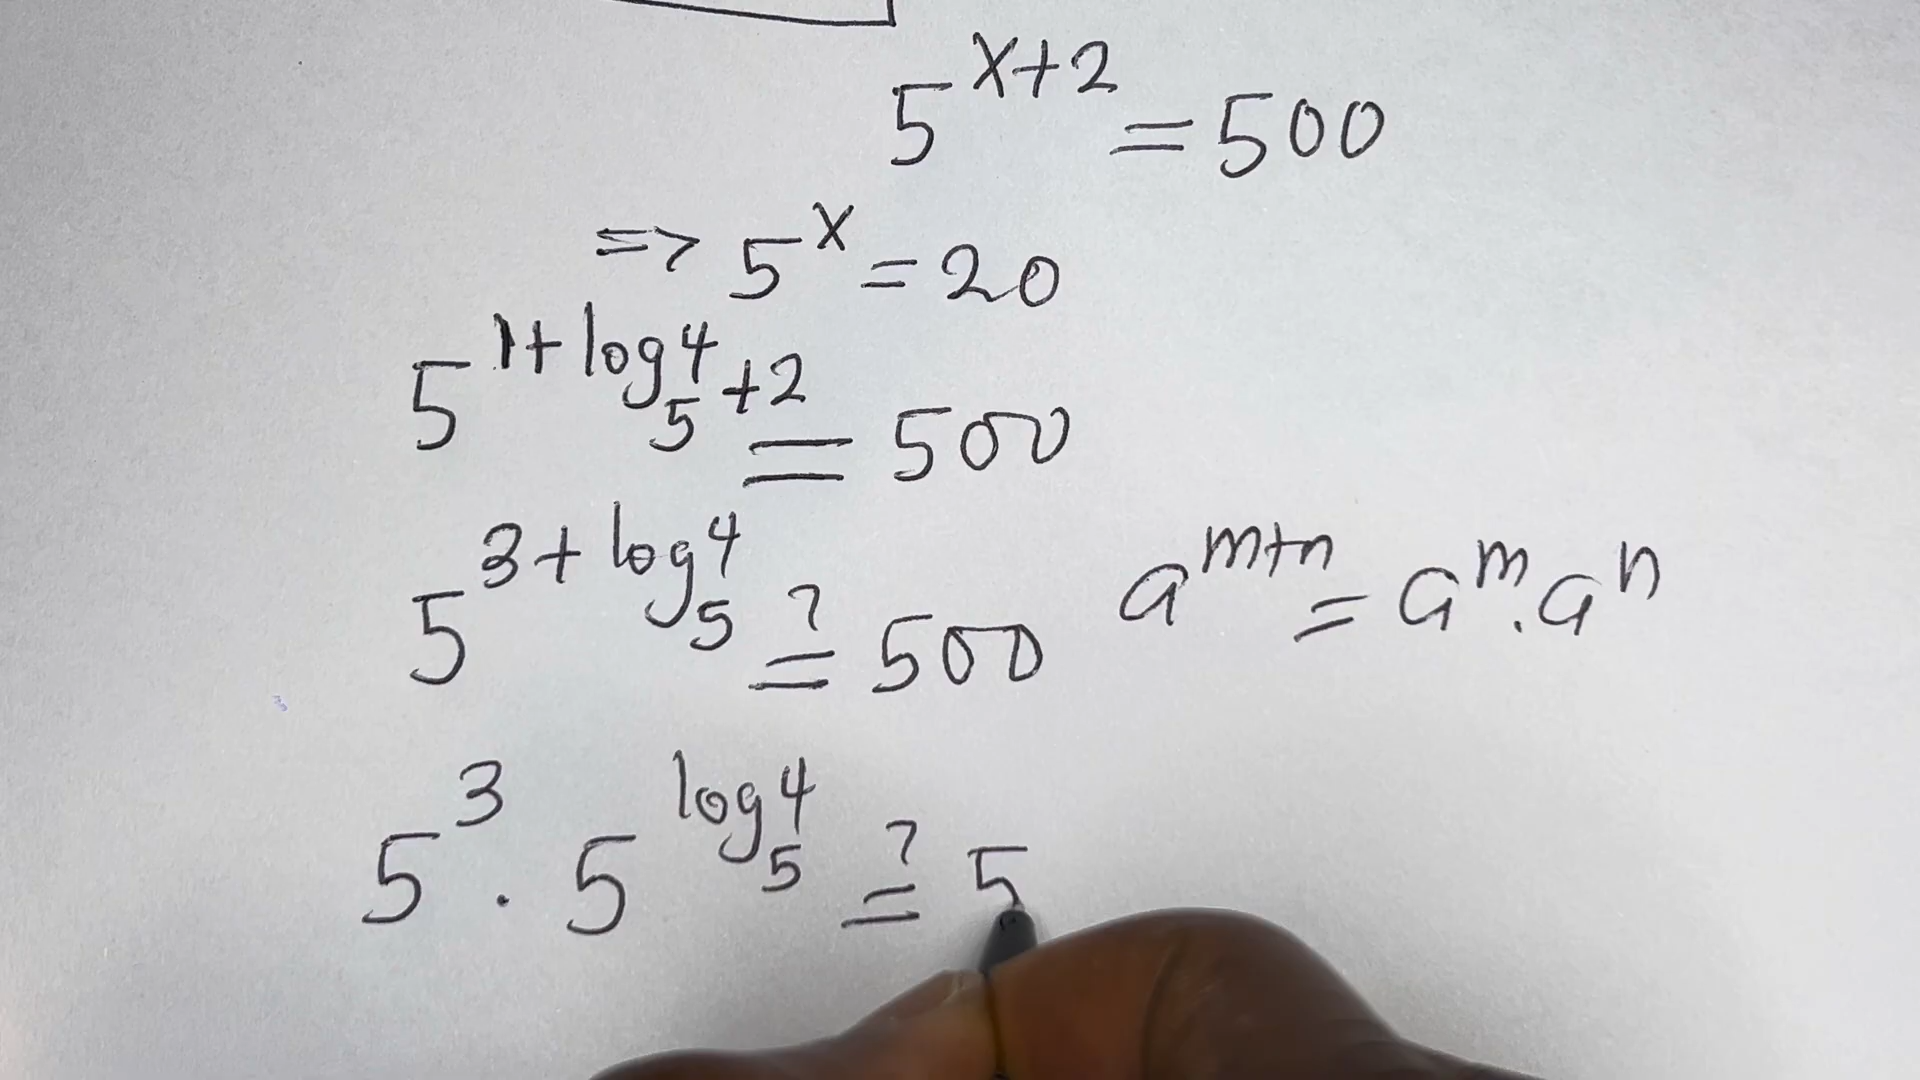 5^{x+2} = 500
=> 5^x = 20
5^{1+log_5 4+2} = 500
5^{3+log_5 4} ?= 500
a^{m+n} = a^m . a^n
5^3 . 5^{log_5 4} ?= 5